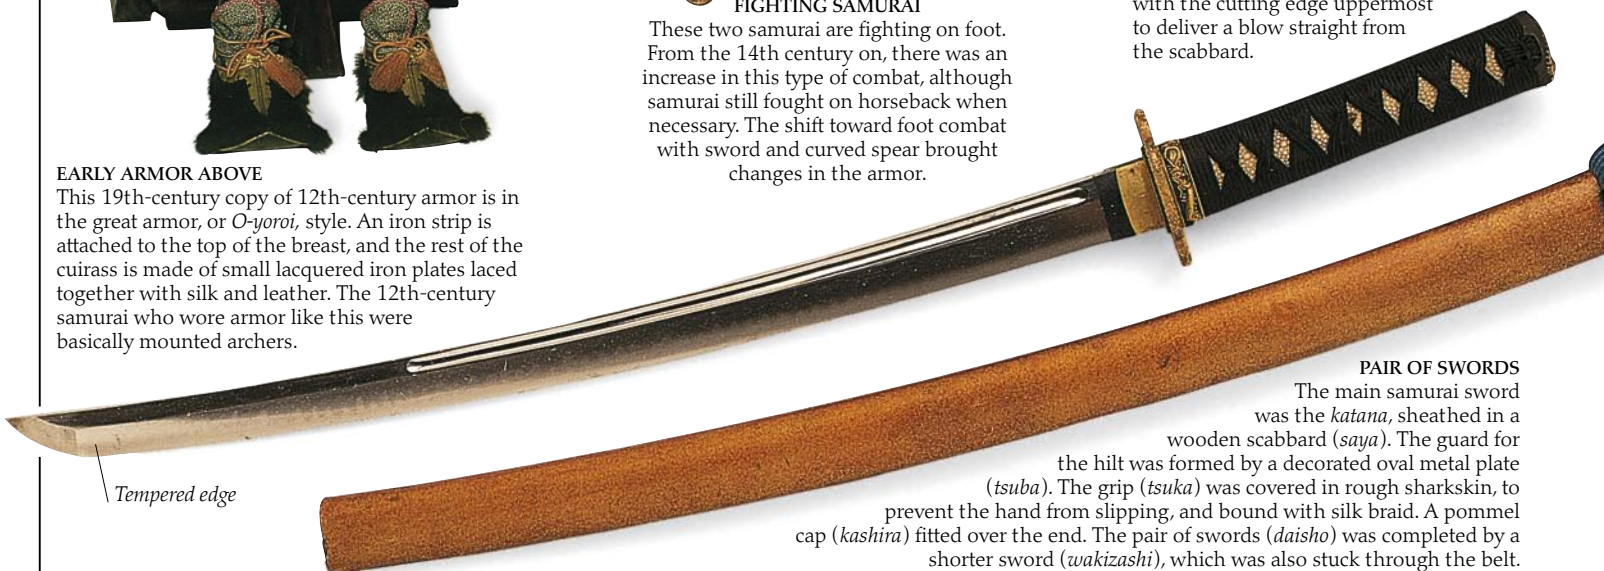 FIGHTING SAMURAI
These two samurai are fighting on foot.
From the 14th century on, there was an
increase in this type of combat, although
samurai still fought on horseback when
necessary. The shift toward foot combat
with sword and curved spear brought
changes in the armor.
with the cutting edge uppermost
to deliver a blow straight from
the scabbard.
EARLY ARMOR ABOVE
This 19th-century copy of 12th-century armor is in
the great armor, or O-yoroi, style. An iron strip is
attached to the top of the breast, and the rest of the
cuirass is made of small lacquered iron plates laced
together with silk and leather. The 12th-century
samurai who wore armor like this were
basically mounted archers.
Tempered edge
PAIR OF SWORDS
The main samurai sword
was the katana, sheathed in a
wooden scabbard (saya). The guard for
the hilt was formed by a decorated oval metal plate
(tsuba). The grip (tsuka) was covered in rough sharkskin, to
prevent the hand from slipping, and bound with silk braid. A pommel
cap (kashira) fitted over the end. The pair of swords (daisho) was completed by a
shorter sword (wakizashi), which was also stuck through the belt.